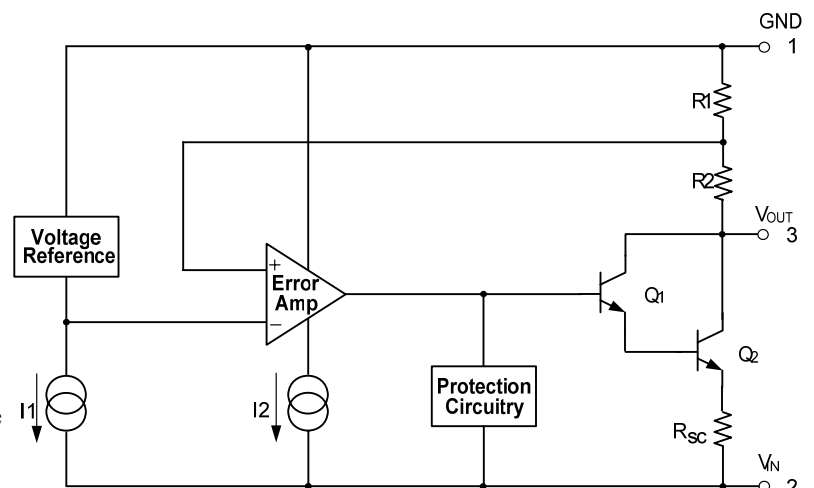 GND
1
R1
R2
VOUT
3
Voltage
Reference
+
Error
Amp
−
Q1
Q2
I1
I2
Protection
Circuitry
RSC
VIN
2